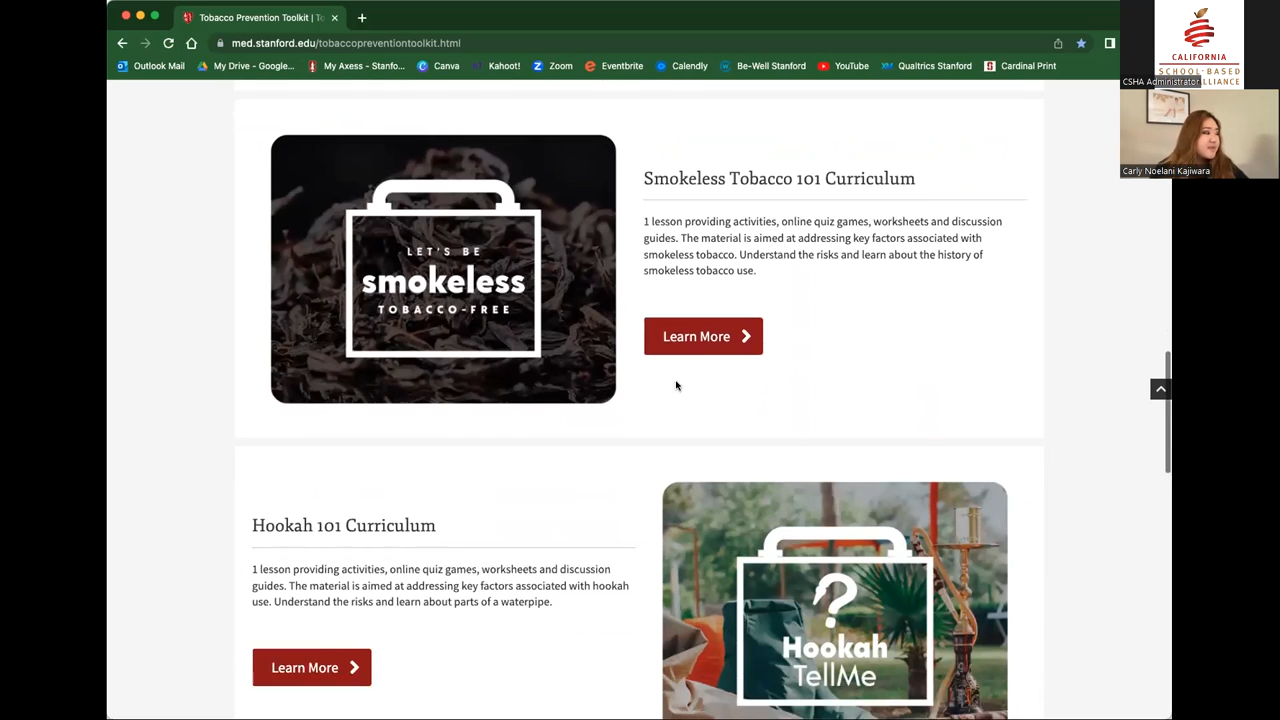 Tobacco Prevention Toolkit | To
med.stanford.edu/tobaccopreventiontoolkit.html
Outlook Mail
My Drive - Google...
My Axess - Stanfo...
Canva
Kahoot!
Zoom
Eventbrite
Calendly
Be-Well Stanford
YouTube
Qualtrics Stanford
Cardinal Print
CALIFORNIA
SCHOOL-BASED
LLIANCE
CSHA Administrator
Carly Noelani Kajiwara
LET'S BE
smokeless
TOBACCO-FREE
Smokeless Tobacco 101 Curriculum
1 lesson providing activities, online quiz games, worksheets and discussion
guides. The material is aimed at addressing key factors associated with
smokeless tobacco. Understand the risks and learn about the history of
smokeless tobacco use.
Learn More
Hookah 101 Curriculum
1 lesson providing activities, online quiz games, worksheets and discussion
guides. The material is aimed at addressing key factors associated with hookah
use. Understand the risks and learn about parts of a waterpipe.
Learn More
?
Hookah
TellMe